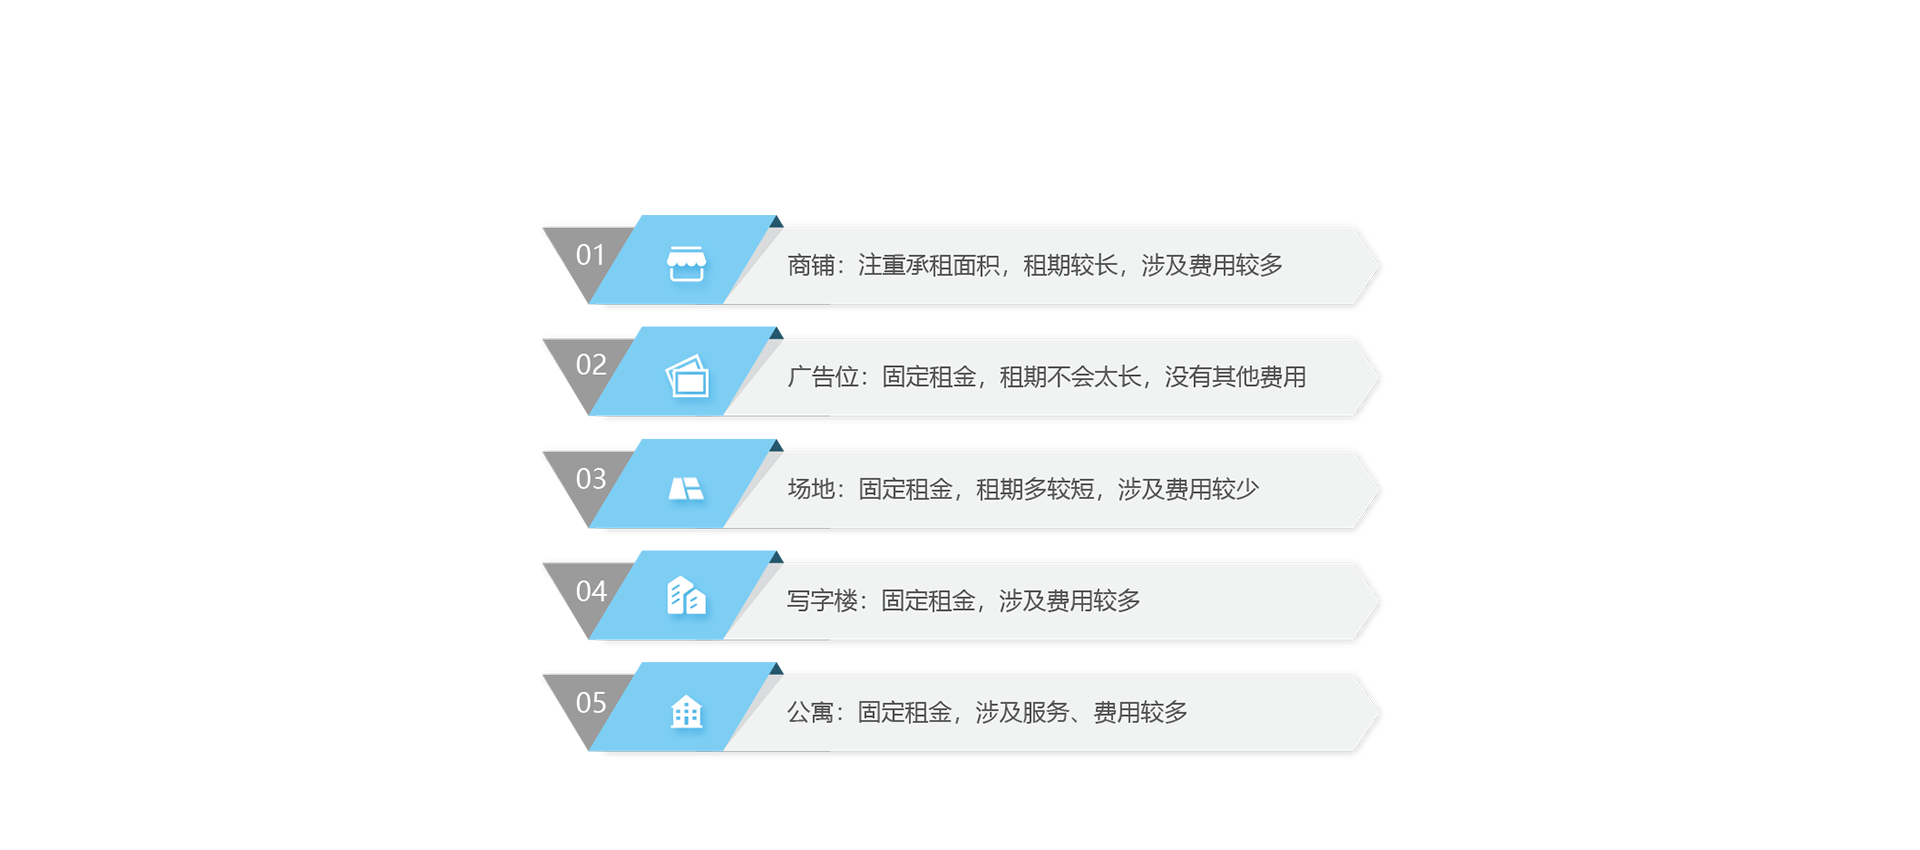 01 商铺：注重承租面积，租期较长，涉及费用较多
02 广告位：固定租金，租期不会太长，没有其他费用
03 场地：固定租金，租期多较短，涉及费用较少
04 写字楼：固定租金，涉及费用较多
05 公寓：固定租金，涉及服务、费用较多